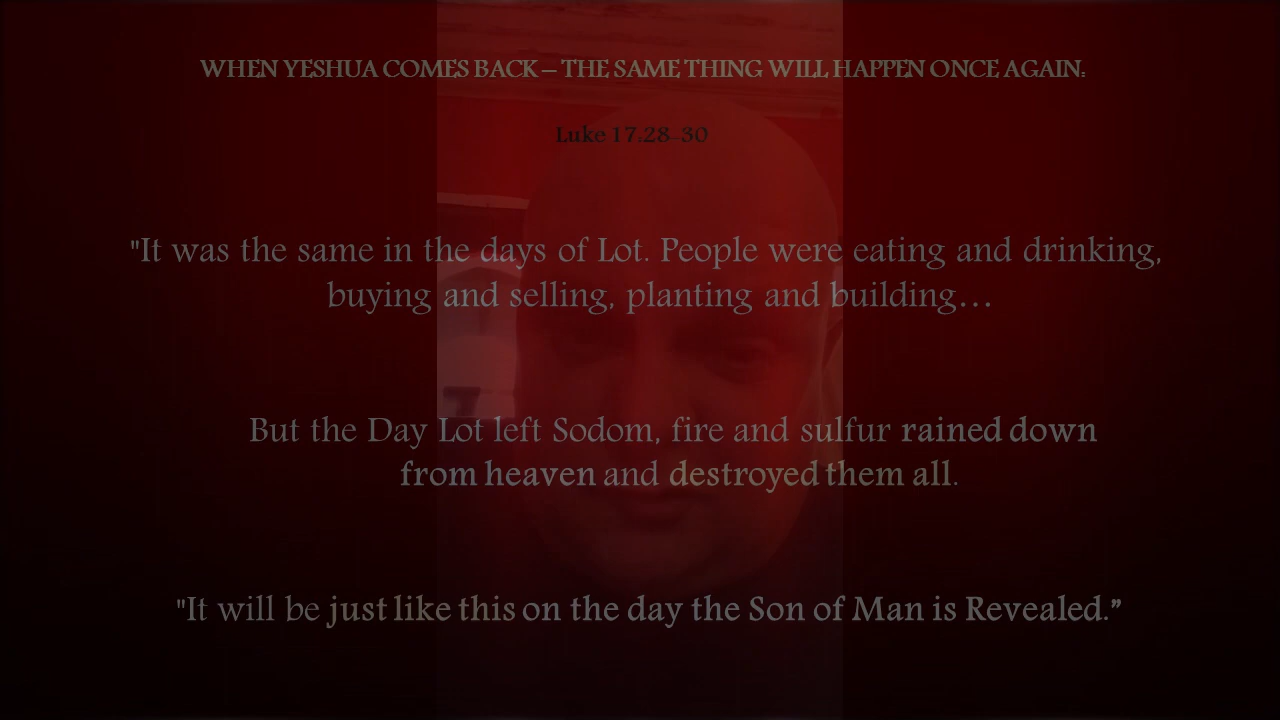 WHEN YESHUA COMES BACK – THE SAME THING WILL HAPPEN ONCE AGAIN:
Luke 17:28-30
"It was the same in the days of Lot. People were eating and drinking,
buying and selling, planting and building…
But the Day Lot left Sodom, fire and sulfur rained down
from heaven and destroyed them all.
"It will be just like this on the day the Son of Man is Revealed.”